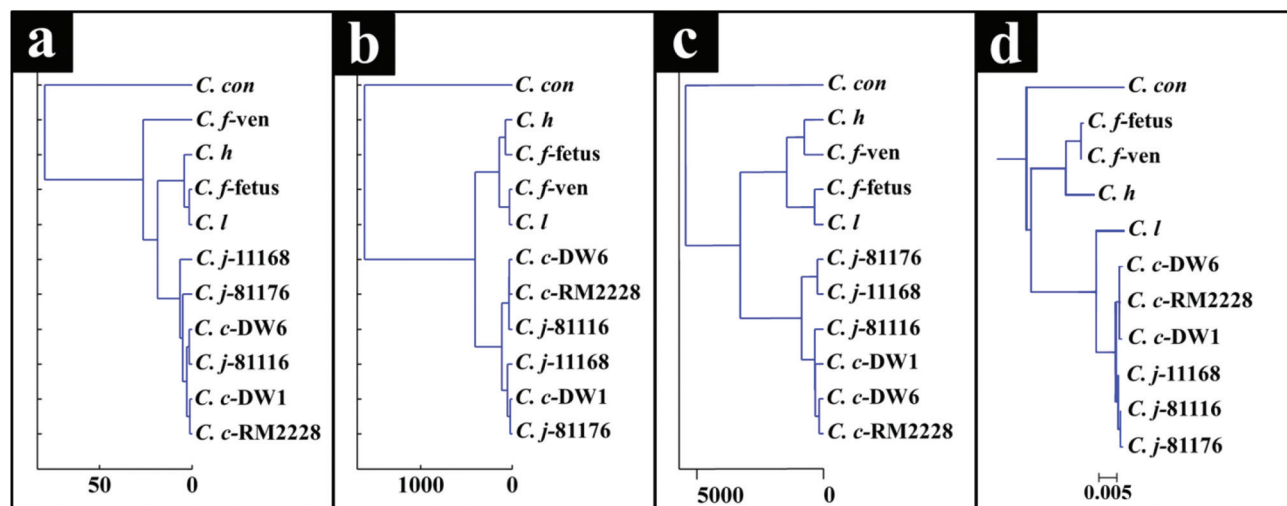 a
C. con
C. f-ven
C. h
C. f-fetus
C. l
C. j-11168
C. j-81176
C. c-DW6
C. j-81116
C. c-DW1
C. c-RM2228
50 0
b
C. con
C. h
C. f-fetus
C. f-ven
C. l
C. c-DW6
C. c-RM2228
C. j-81116
C. j-11168
C. c-DW1
C. j-81176
1000 0
c
C. con
C. h
C. f-ven
C. f-fetus
C. l
C. j-81176
C. j-11168
C. j-81116
C. c-DW1
C. c-DW6
C. c-RM2228
5000 0
d
C. con
C. f-fetus
C. f-ven
C. h
C. l
C. c-DW6
C. c-RM2228
C. c-DW1
C. j-11168
C. j-81116
C. j-81176
0.005